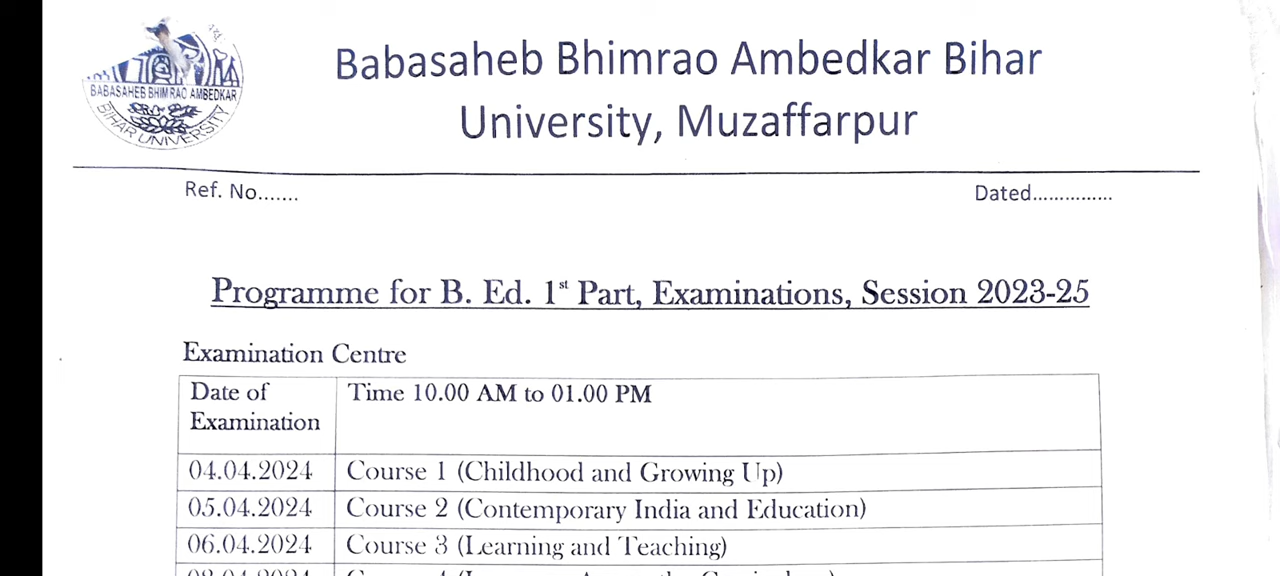 BABASAHEB BHIM RAO AMBEDKAR
BIHAR UNIVERSITY
Babasaheb Bhimrao Ambedkar Bihar
University, Muzaffarpur
Ref. No.......
Dated...............
Programme for B. Ed. 1st Part, Examinations, Session 2023-25
Examination Centre
Date of
Examination
Time 10.00 AM to 01.00 PM
04.04.2024 Course 1 (Childhood and Growing Up)
05.04.2024 Course 2 (Contemporary India and Education)
06.04.2024 Course 3 (Learning and Teaching)